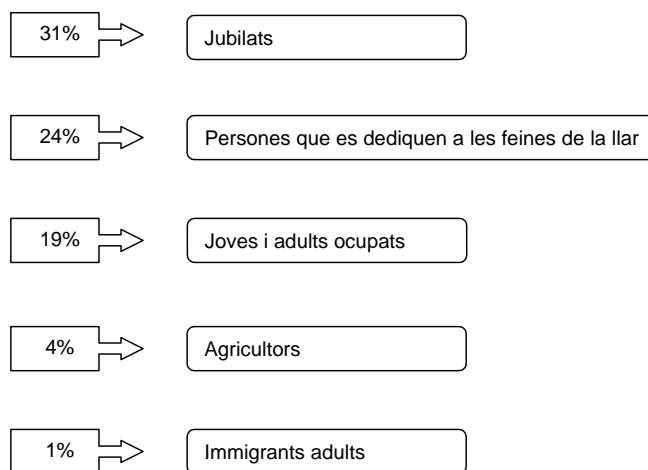 31% Jubilats
24% Persones que es dediquen a les feines de la llar
19% Joves i adults ocupats
4% Agricultors
1% Immigrants adults